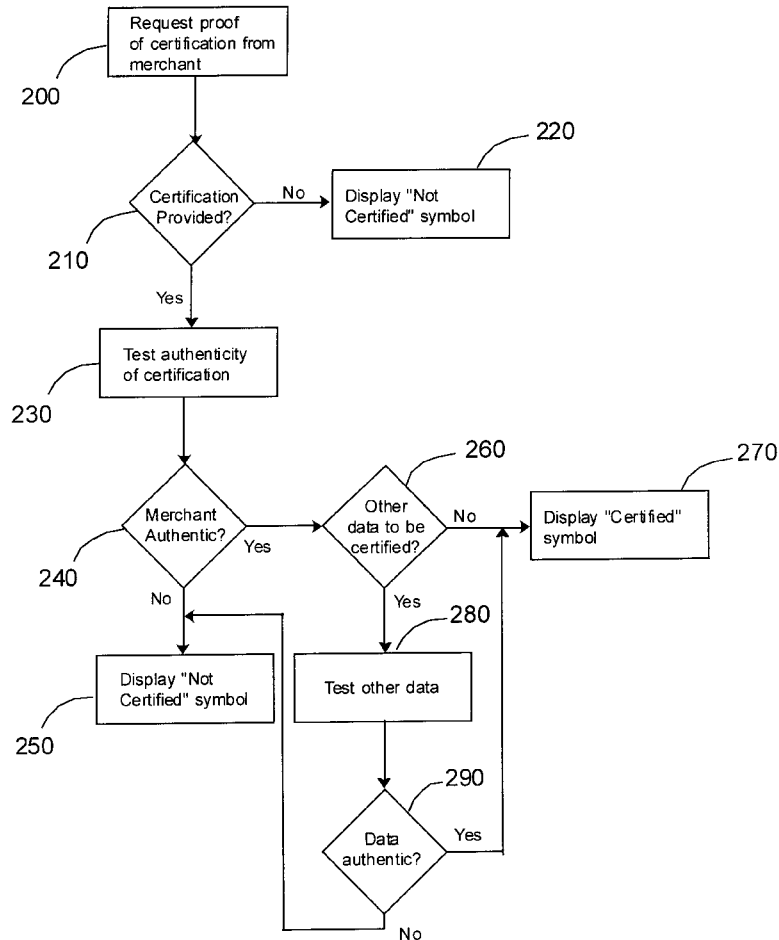 Request proof
of certification from
merchant
200
220
Certification
Provided?
No
Display "Not
Certified" symbol
210
Yes
Test authenticity
of certification
230
260
270
Merchant
Authentic?
Yes
Other
data to be
certified?
No
Display "Certified"
symbol
240
No
Yes
280
Display "Not
Certified" symbol
Test other data
250
290
Data
authentic?
Yes
No